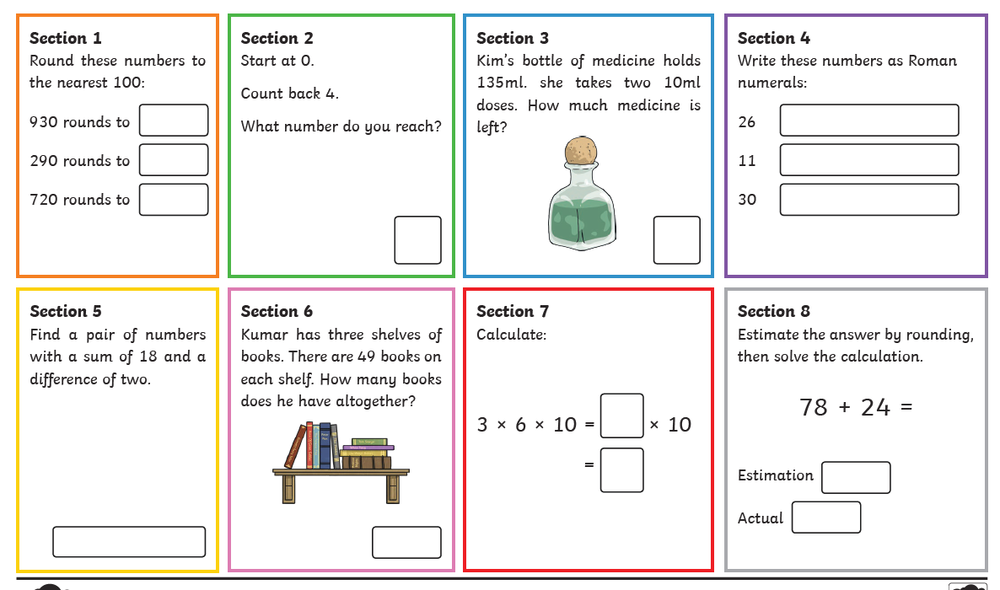 Section 1
Round these numbers to
the nearest 100:
930 rounds to
290 rounds to
720 rounds to
Section 2
Start at 0.
Count back 4.
What number do you reach?
Section 3
Kim's bottle of medicine holds
135ml. she takes two 10ml
doses. How much medicine is
left?
Section 4
Write these numbers as Roman
numerals:
26
11
30
Section 5
Find a pair of numbers
with a sum of 18 and a
difference of two.
Section 6
Kumar has three shelves of
books. There are 49 books on
each shelf. How many books
does he have altogether?
Section 7
Calculate:
3 × 6 × 10 = × 10
=
Section 8
Estimate the answer by rounding,
then solve the calculation.
78 + 24 =
Estimation
Actual